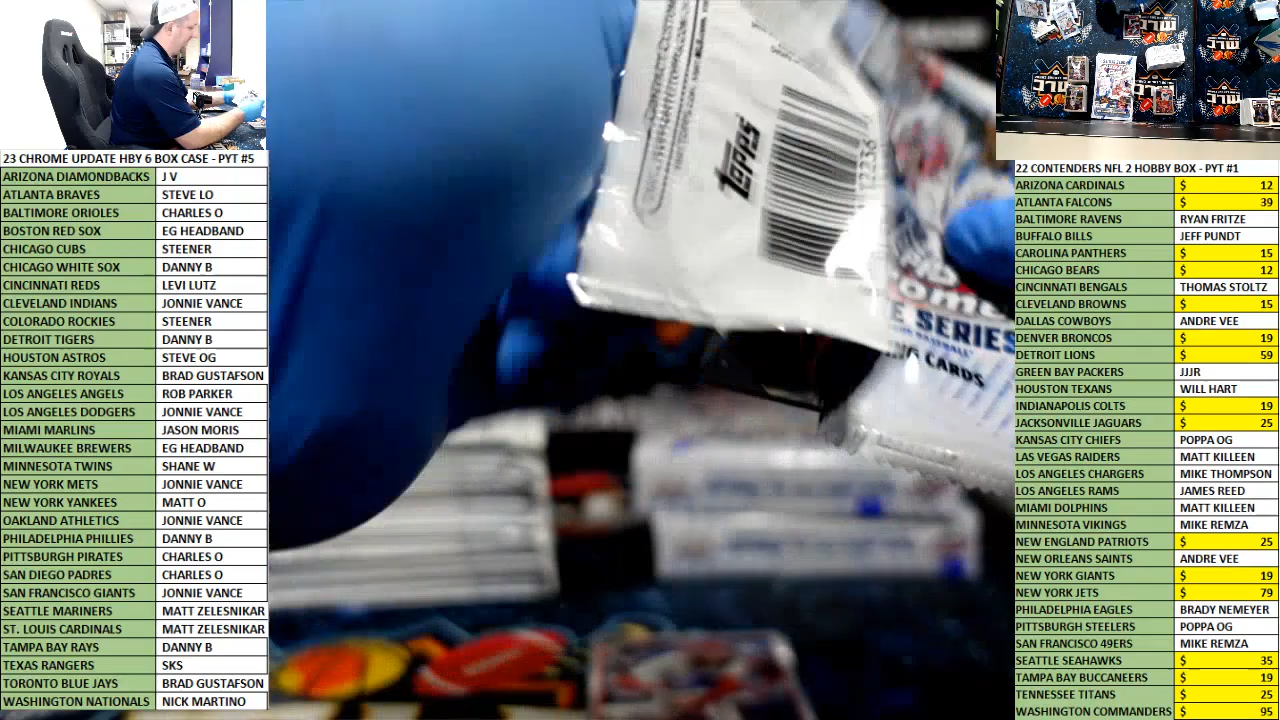 23 CHROME UPDATE HBY 6 BOX CASE - PYT #5
ARIZONA DIAMONDBACKS J V
ATLANTA BRAVES STEVE LO
BALTIMORE ORIOLES CHARLES O
BOSTON RED SOX EG HEADBAND
CHICAGO CUBS STEENER
CHICAGO WHITE SOX DANNY B
CINCINNATI REDS LEVI LUTZ
CLEVELAND INDIANS JONNIE VANCE
COLORADO ROCKIES STEENER
DETROIT TIGERS DANNY B
HOUSTON ASTROS STEVE OG
KANSAS CITY ROYALS BRAD GUSTAFSON
LOS ANGELES ANGELS ROB PARKER
LOS ANGELES DODGERS JONNIE VANCE
MIAMI MARLINS JASON MORIS
MILWAUKEE BREWERS EG HEADBAND
MINNESOTA TWINS SHANE W
NEW YORK METS JONNIE VANCE
NEW YORK YANKEES MATT O
OAKLAND ATHLETICS JONNIE VANCE
PHILADELPHIA PHILLIES DANNY B
PITTSBURGH PIRATES CHARLES O
SAN DIEGO PADRES CHARLES O
SAN FRANCISCO GIANTS JONNIE VANCE
SEATTLE MARINERS MATT ZELESNIKAR
ST. LOUIS CARDINALS MATT ZELESNIKAR
TAMPA BAY RAYS DANNY B
TEXAS RANGERS SKS
TORONTO BLUE JAYS BRAD GUSTAFSON
WASHINGTON NATIONALS NICK MARTINO
Topps
2236
SERIES
CARDS
22 CONTENDERS NFL 2 HOBBY BOX - PYT #1
ARIZONA CARDINALS $ 12
ATLANTA FALCONS $ 39
BALTIMORE RAVENS RYAN FRITZE
BUFFALO BILLS JEFF PUNDT
CAROLINA PANTHERS $ 15
CHICAGO BEARS $ 12
CINCINNATI BENGALS THOMAS STOLTZ
CLEVELAND BROWNS $ 15
DALLAS COWBOYS ANDRE VEE
DENVER BRONCOS $ 19
DETROIT LIONS $ 59
GREEN BAY PACKERS JJJR
HOUSTON TEXANS WILL HART
INDIANAPOLIS COLTS $ 19
JACKSONVILLE JAGUARS $ 25
KANSAS CITY CHIEFS POPPA OG
LAS VEGAS RAIDERS MATT KILLEEN
LOS ANGELES CHARGERS MIKE THOMPSON
LOS ANGELES RAMS JAMES REED
MIAMI DOLPHINS MATT KILLEEN
MINNESOTA VIKINGS MIKE REMZA
NEW ENGLAND PATRIOTS $ 25
NEW ORLEANS SAINTS ANDRE VEE
NEW YORK GIANTS $ 19
NEW YORK JETS $ 79
PHILADELPHIA EAGLES BRADY NEMEYER
PITTSBURGH STEELERS POPPA OG
SAN FRANCISCO 49ERS MIKE REMZA
SEATTLE SEAHAWKS $ 35
TAMPA BAY BUCCANEERS $ 19
TENNESSEE TITANS $ 25
WASHINGTON COMMANDERS $ 95